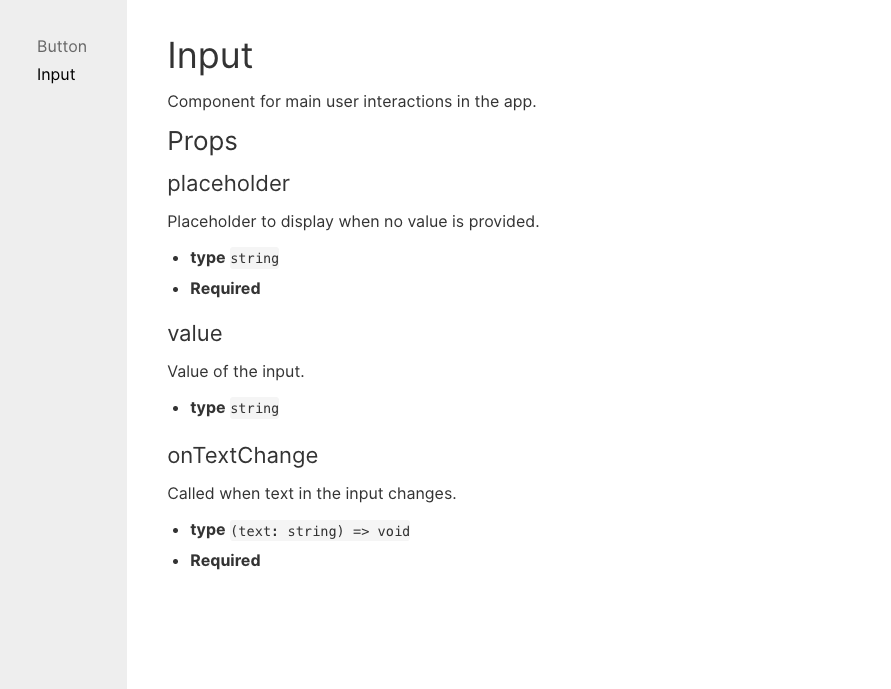 Button
Input
Input
Component for main user interactions in the app.
Props
placeholder
Placeholder to display when no value is provided.
• type string
• Required
value
Value of the input.
• type string
onTextChange
Called when text in the input changes.
• type (text: string) => void
• Required